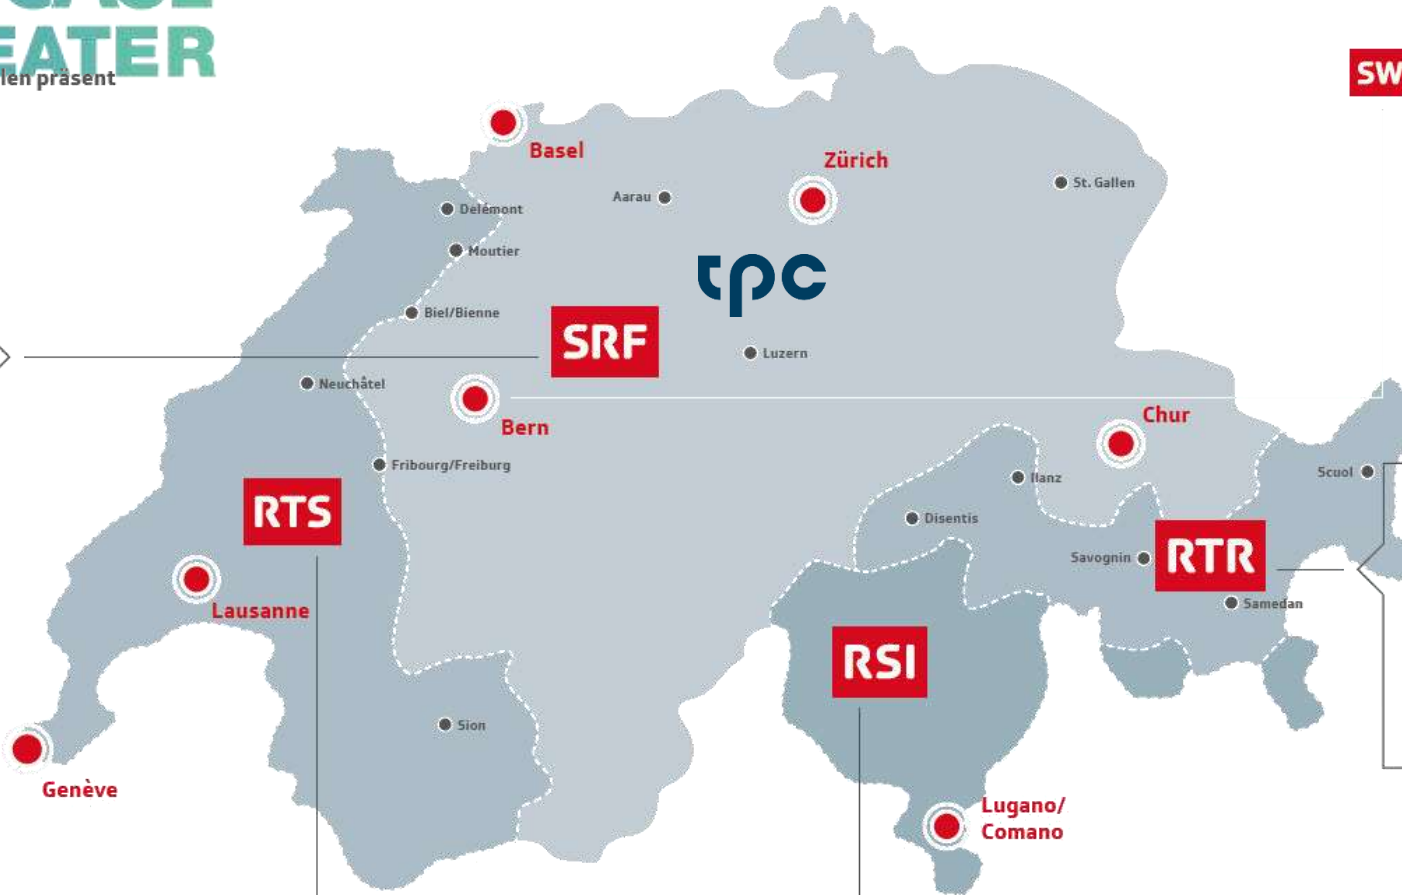 EATER
len präsent
SW
Basel
Zürich
Aarau
St. Gallen
Delémont
Moutier
tpc
Biel/Bienne
SRF
Luzern
Neuchâtel
Bern
Chur
Fribourg/Freiburg
Scuol
Ilanz
RTS
Disentis
Savognin
RTR
Lausanne
Samedan
RSI
Sion
Genève
Lugano/
Comano